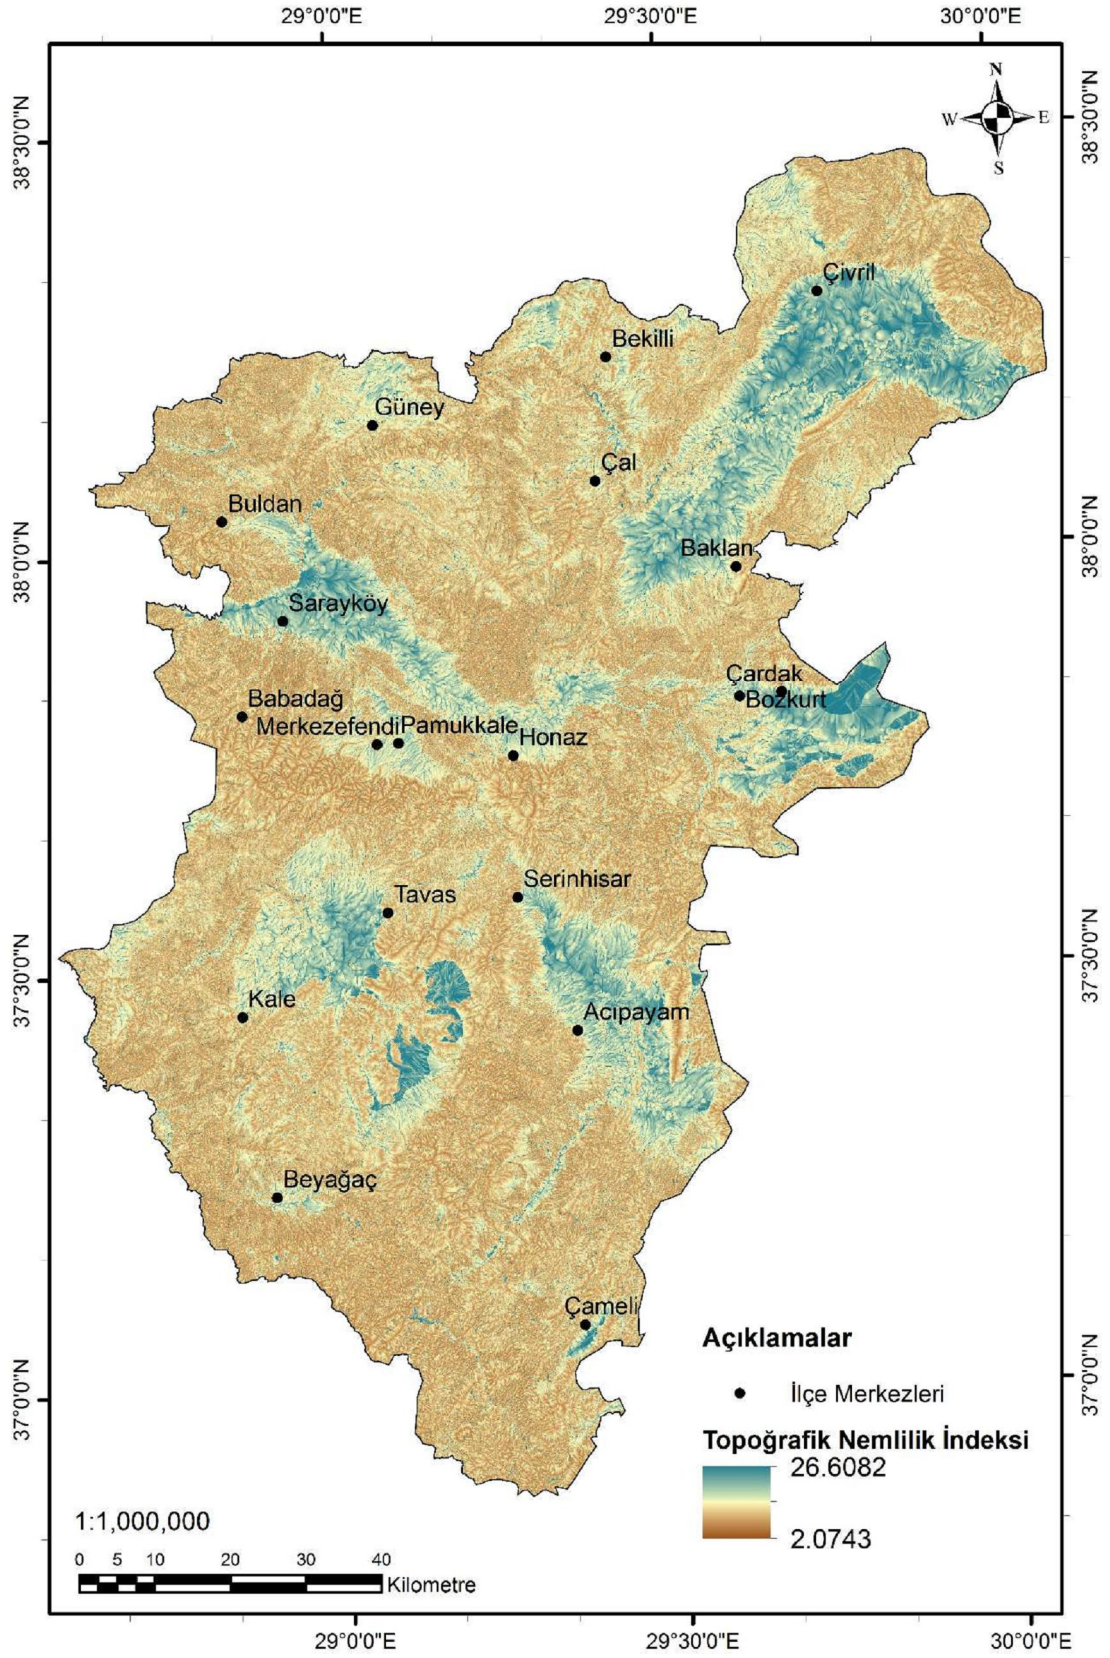 29°0'0"E 29°30'0"E 30°0'0"E
N
W E
S
38°30'0"N 38°30'0"N
Çivril
Bekilli
Güney
Çal
Buldan
Baklan
38°0'0"N 38°0'0"N
Sarayköy
Çardak
Babadağ Bozkurt
Merkezefendi Pamukkale Honaz
Serinhisar
Tavas
37°30'0"N 37°30'0"N
Kale
Acıpayam
Beyağaç
Çameli
Açıklamalar
37°0'0"N 37°0'0"N
İlçe Merkezleri
Topoğrafik Nemlilik İndeksi
26.6082
2.0743
1:1,000,000
0 5 10 20 30 40
Kilometre
29°0'0"E 29°30'0"E 30°0'0"E